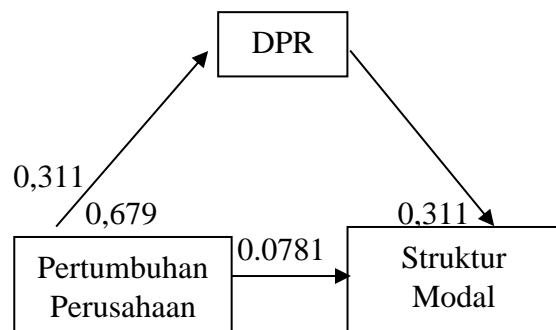 DPR
0,311
0,679
0,311
0.0781
Pertumbuhan
Perusahaan
Struktur
Modal